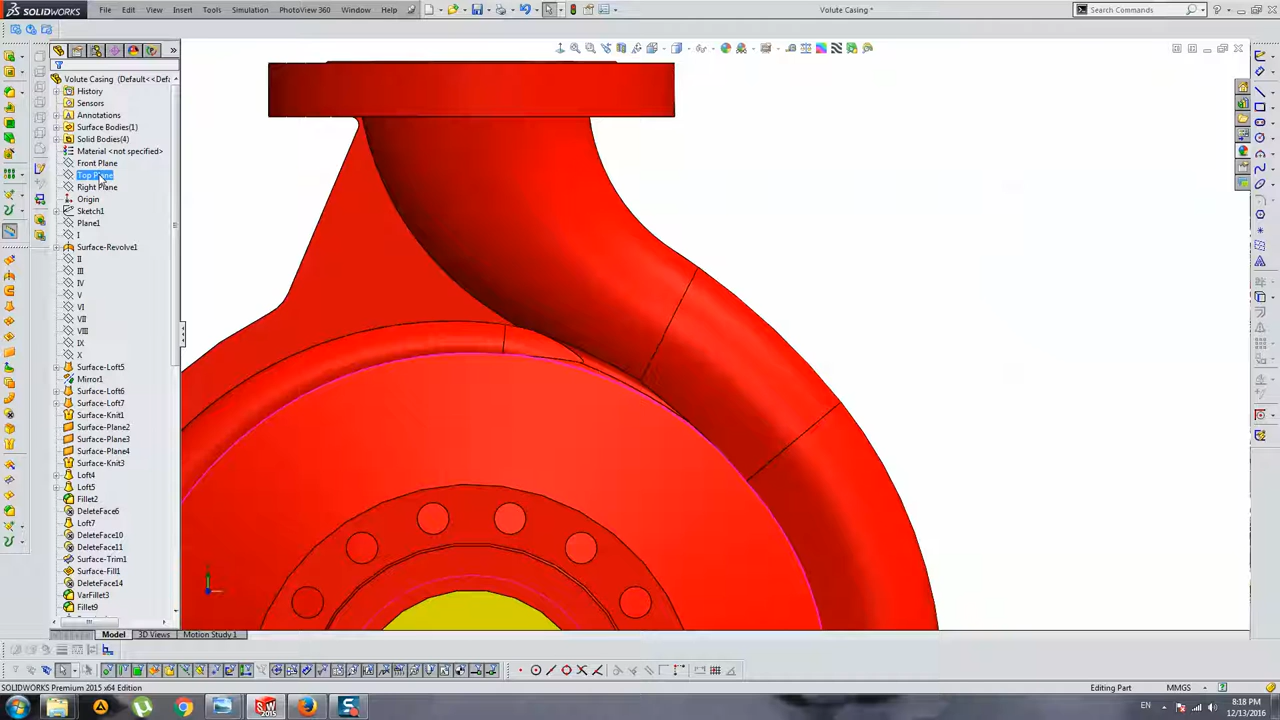 SOLIDWORKS
File Edit View Insert Tools Simulation PhotoView 360 Window Help
Volute Casing *
Search Commands
Volute Casing (Default<<Defa
History
Sensors
Annotations
Surface Bodies(1)
Solid Bodies(4)
Material <not specified>
Front Plane
Top Plane
Right Plane
Origin
Sketch1
Plane1
I
Surface-Revolve1
II
III
IV
V
VI
VII
VIII
IX
X
Surface-Loft5
Mirror1
Surface-Loft6
Surface-Loft7
Surface-Knit1
Surface-Plane2
Surface-Plane3
Surface-Plane4
Surface-Knit3
Loft4
Loft5
Fillet2
DeleteFace6
Loft7
DeleteFace10
DeleteFace11
Surface-Trim1
Surface-Fill1
DeleteFace14
VarFillet3
Fillet9
Model 3D Views Motion Study 1
SOLIDWORKS Premium 2015 x64 Edition
Editing Part
MMGS
EN
8:18 PM
12/13/2016